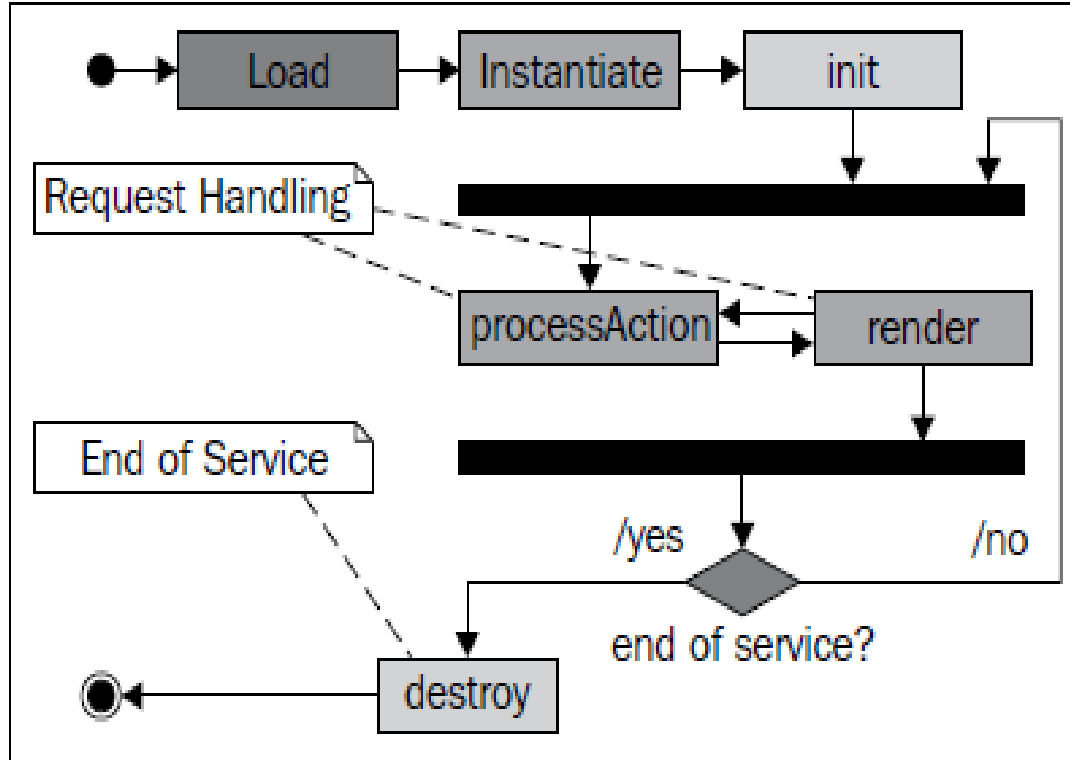 Load
Instantiate
init
Request Handling
processAction
render
End of Service
/yes
/no
end of service?
destroy